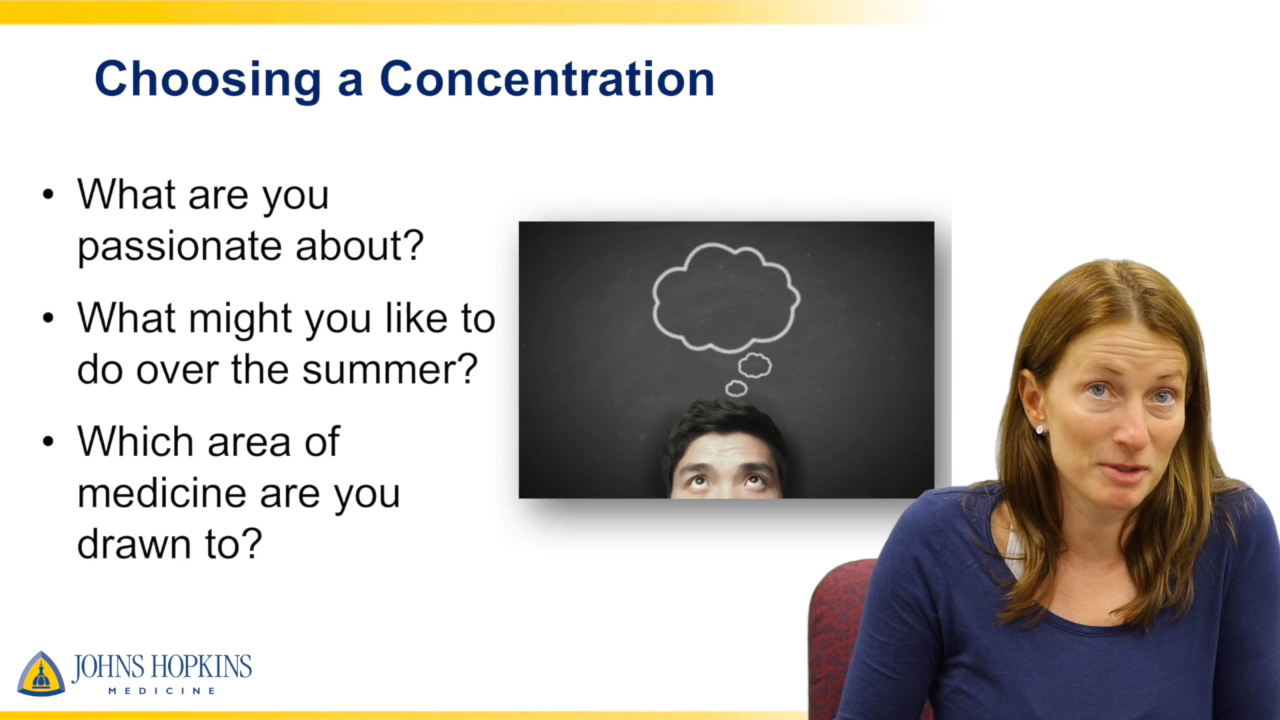 Choosing a Concentration
• What are you
passionate about?
• What might you like to
do over the summer?
• Which area of
medicine are you
drawn to?
JOHNS HOPKINS
MEDICINE